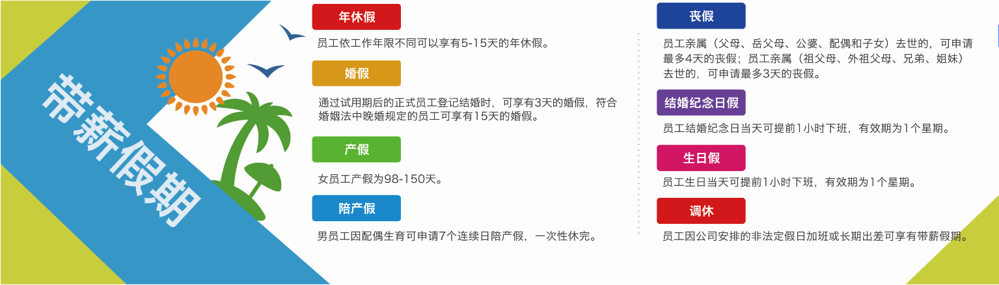 带薪假期
年休假
员工依工作年限不同可以享有5-15天的年休假。
婚假
通过试用期后的正式员工登记结婚时，可享有3天的婚假，符合
婚姻法中晚婚规定的员工可享有15天的婚假。
产假
女员工产假为98-150天。
陪产假
男员工因配偶生育可申请7个连续日陪产假，一次性休完。
丧假
员工亲属（父母、岳父母、公婆、配偶和子女）去世的，可申请
最多4天的丧假；员工亲属（祖父母、外祖父母、兄弟、姐妹）
去世的，可申请最多3天的丧假。
结婚纪念日假
员工结婚纪念日当天可提前1小时下班，有效期为1个星期。
生日假
员工生日当天可提前1小时下班，有效期为1个星期。
调休
员工因公司安排的非法定假日加班或长期出差可享有带薪假期。